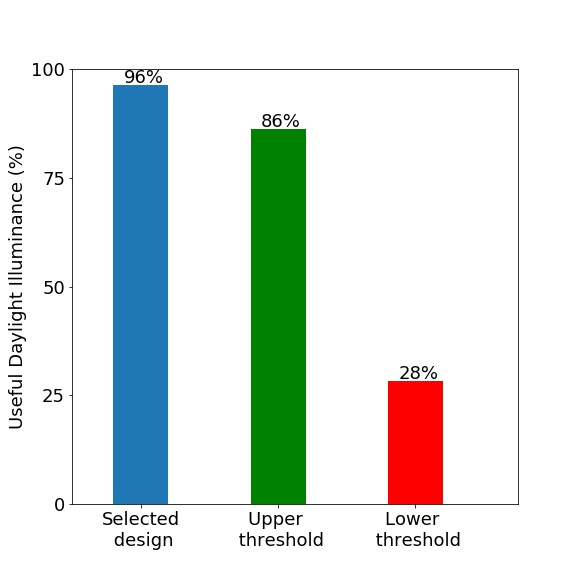 Useful Daylight Illuminance (%)
100
75
50
25
0
96%
86%
28%
Selected
design
Upper
threshold
Lower
threshold